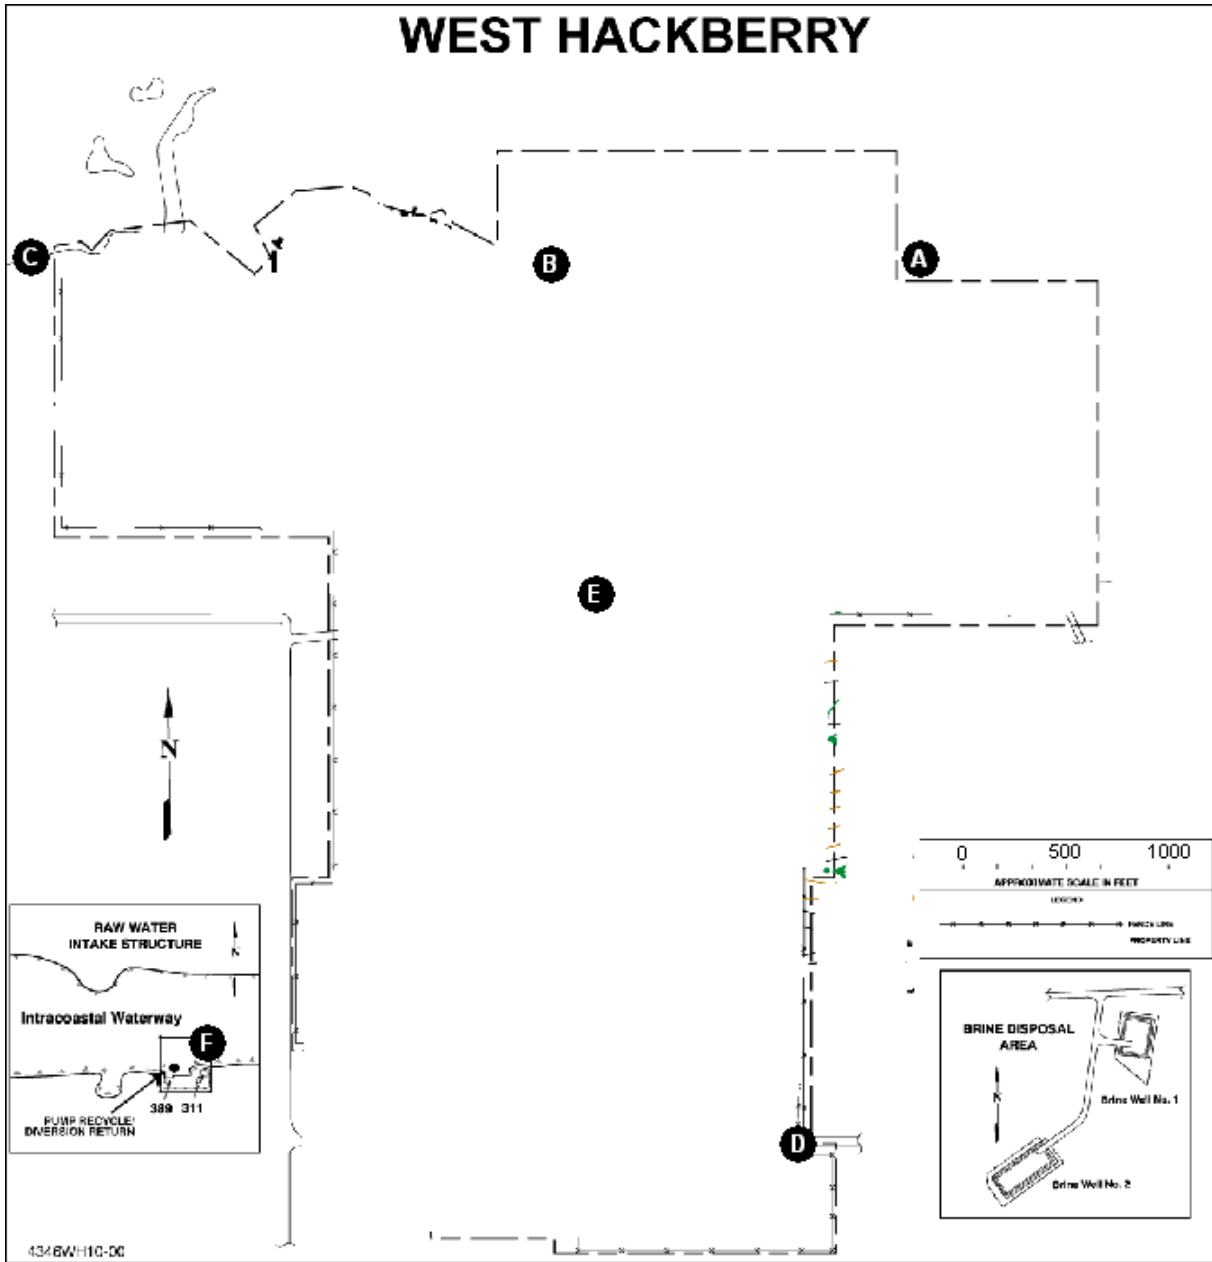 WEST HACKBERRY
C
B
A
E
N
0 500 1000
APPROXIMATE SCALE IN FEET
LEGEND
FENCE LINE
PROPERTY LINE
RAW WATER
INTAKE STRUCTURE
N
Intracoastal Waterway
F
389 311
PUMP RECYCLE/
DIVERSION RETURN
D
BRINE DISPOSAL
AREA
N
Brine Well No. 1
Brine Well No. 2
4346WH10-00